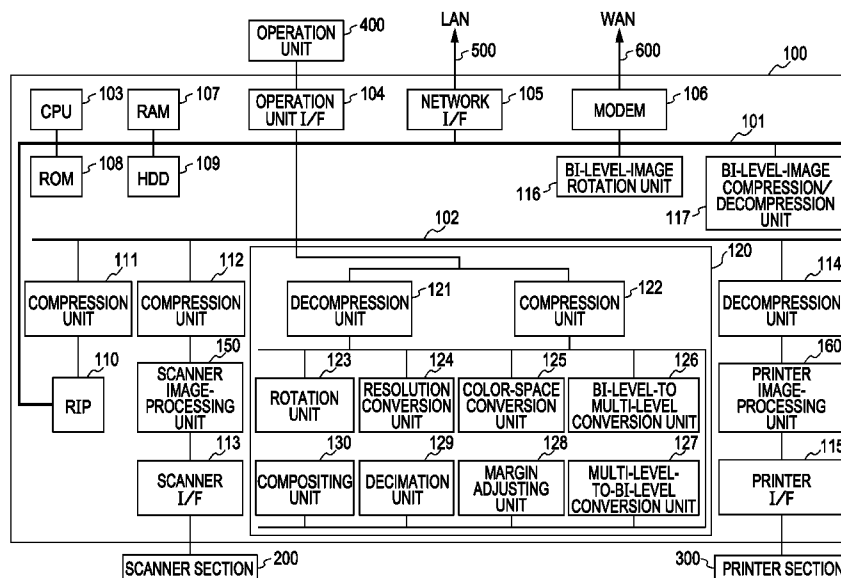 OPERATION
UNIT
400
LAN
500
WAN
600
100
CPU
103
RAM
107
OPERATION
UNIT I/F
104
NETWORK
I/F
105
MODEM
106
101
ROM
108
HDD
109
116
BI-LEVEL-IMAGE
ROTATION UNIT
117
BI-LEVEL-IMAGE
COMPRESSION/
DECOMPRESSION
UNIT
102
111
COMPRESSION
UNIT
112
COMPRESSION
UNIT
120
DECOMPRESSION
UNIT
121
COMPRESSION
UNIT
122
114
DECOMPRESSION
UNIT
110
RIP
150
SCANNER
IMAGE-
PROCESSING
UNIT
123
ROTATION
UNIT
124
RESOLUTION
CONVERSION
UNIT
125
COLOR-SPACE
CONVERSION
UNIT
126
BI-LEVEL-TO
MULTI-LEVEL
CONVERSION UNIT
160
PRINTER
IMAGE-
PROCESSING
UNIT
113
SCANNER
I/F
130
COMPOSITING
UNIT
129
DECIMATION
UNIT
128
MARGIN
ADJUSTING
UNIT
127
MULTI-LEVEL-
TO-BI-LEVEL
CONVERSION UNIT
115
PRINTER
I/F
SCANNER SECTION
200
300
PRINTER SECTION